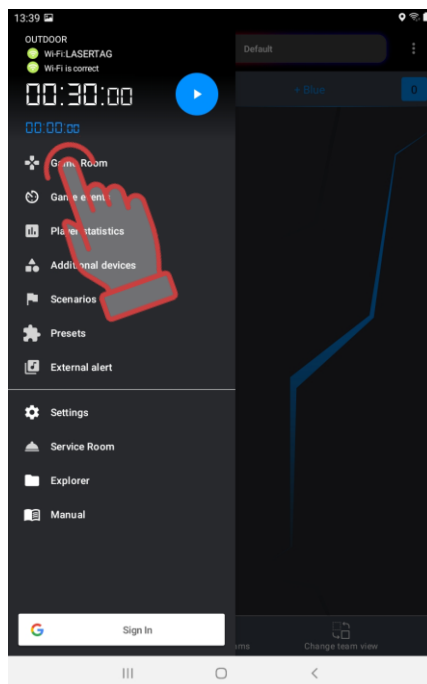 13:39
OUTDOOR
Wi-Fi:LASERTAG
Wi-Fi is correct
00:30:00
00:00:00
Default
+ Blue
0
Game Room
Game events
Player statistics
Additional devices
Scenarios
Presets
External alert
Settings
Service Room
Explorer
Manual
G
Sign In
ms
Change team view